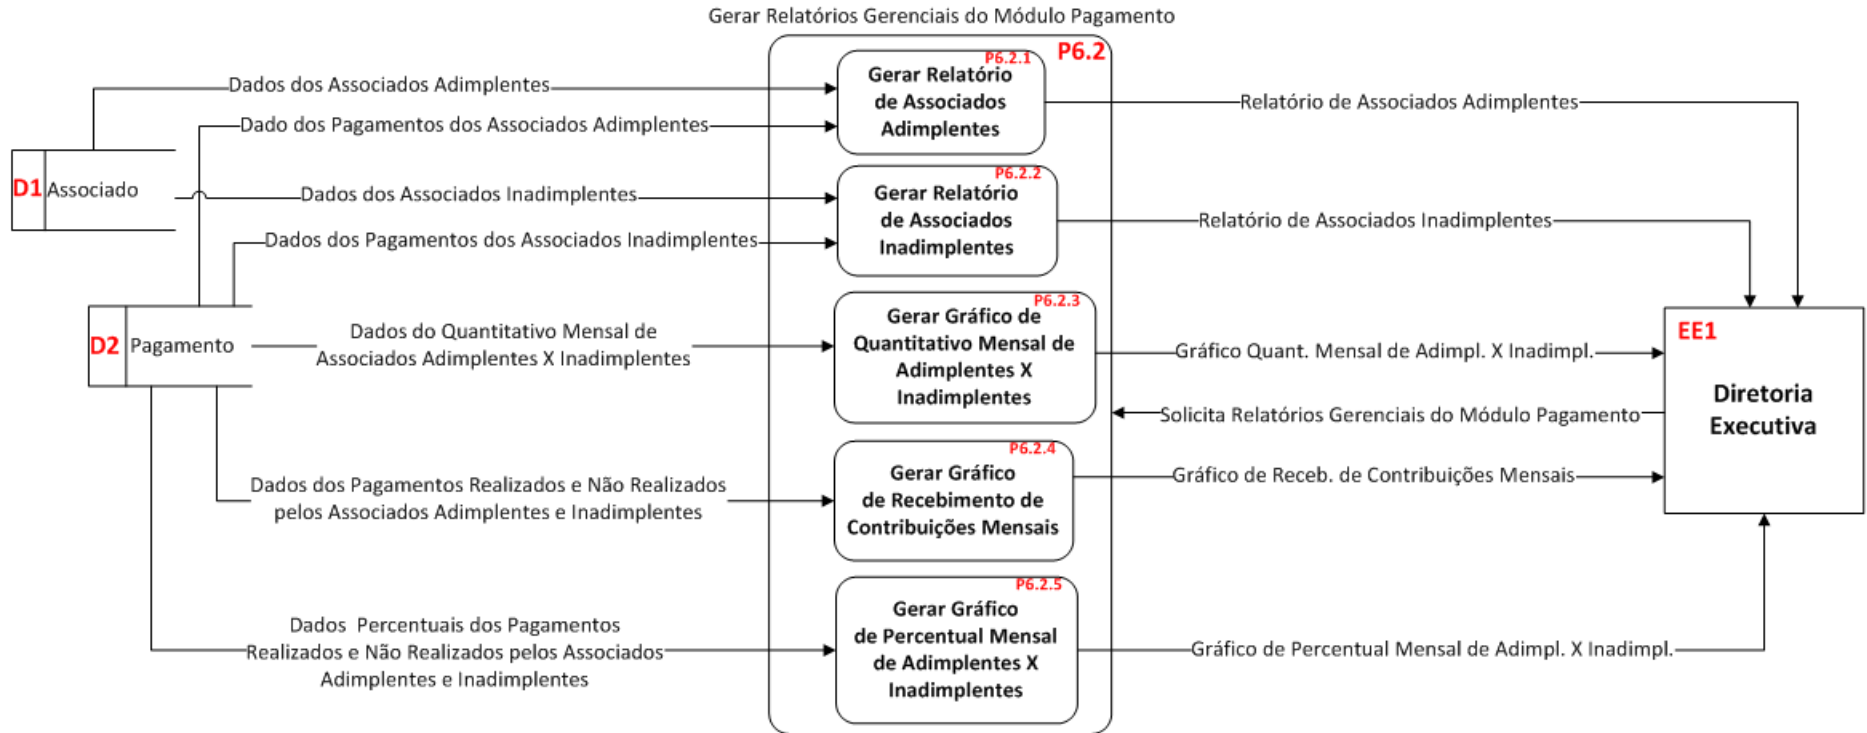 Gerar Relatórios Gerenciais do Módulo Pagamento
P6.2
P6.2.1
Gerar Relatório
de Associados
Adimplentes
Dados dos Associados Adimplentes
Dado dos Pagamentos dos Associados Adimplentes
Relatório de Associados Adimplentes
D1
Associado
P6.2.2
Gerar Relatório
de Associados
Inadimplentes
Dados dos Associados Inadimplentes
Dados dos Pagamentos dos Associados Inadimplentes
Relatório de Associados Inadimplentes
D2
Pagamento
P6.2.3
Gerar Gráfico de
Quantitativo Mensal de
Adimplentes X
Inadimplentes
Dados do Quantitativo Mensal de
Associados Adimplentes X Inadimplentes
Gráfico Quant. Mensal de Adimpl. X Inadimpl.
EE1
Diretoria
Executiva
Solicita Relatórios Gerenciais do Módulo Pagamento
P6.2.4
Gerar Gráfico
de Recebimento de
Contribuições Mensais
Dados dos Pagamentos Realizados e Não Realizados
pelos Associados Adimplentes e Inadimplentes
Gráfico de Receb. de Contribuições Mensais
P6.2.5
Gerar Gráfico
de Percentual Mensal
de Adimplentes X
Inadimplentes
Dados Percentuais dos Pagamentos
Realizados e Não Realizados pelos Associados
Adimplentes e Inadimplentes
Gráfico de Percentual Mensal de Adimpl. X Inadimpl.